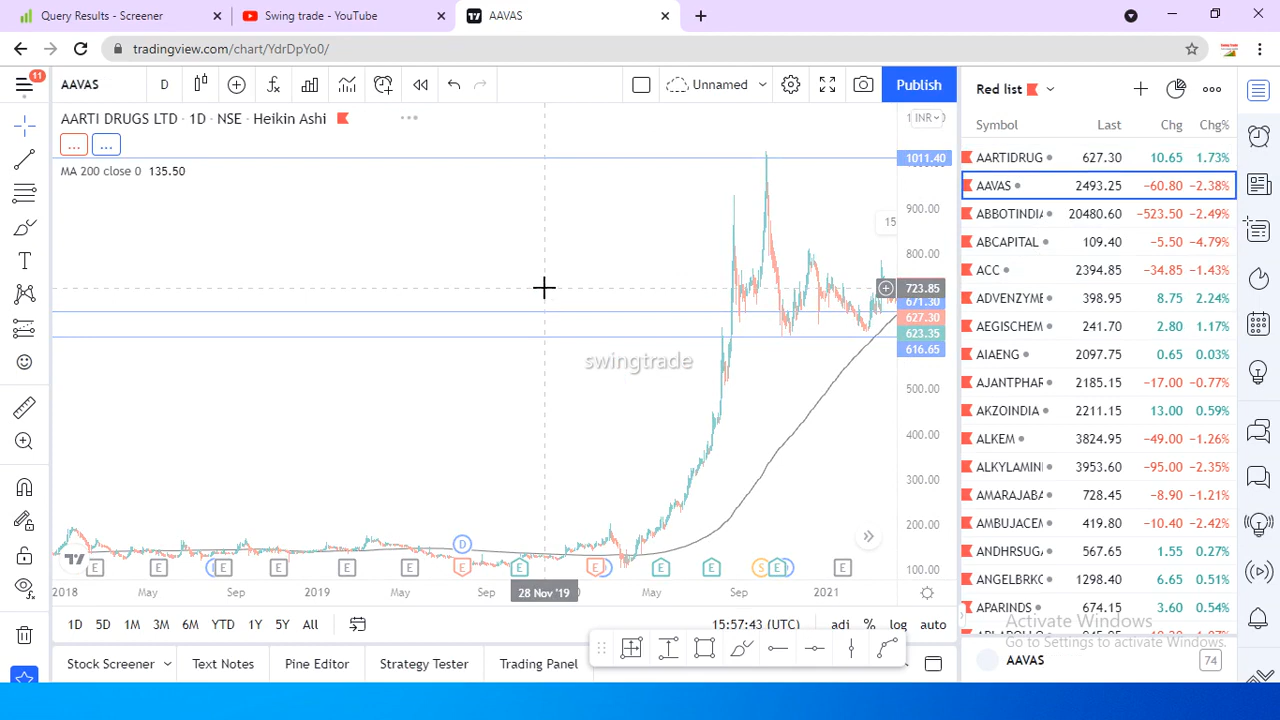 Query Results - Screener
Swing trade - YouTube
AAVAS
tradingview.com/chart/YdrDpYo0/
11
AAVAS
D
Unnamed
Publish
AARTI DRUGS LTD · 1D · NSE · Heikin Ashi
...
...
MA 200 close 0 135.50
INR
1011.40
900.00
800.00
15
723.85
671.30
627.30
623.35
616.65
500.00
400.00
300.00
200.00
100.00
swingtrade
D
E E E E E E E E E E E S E E
2018 May Sep 2019 May Sep 28 Nov '19 May Sep 2021
1D 5D 1M 3M 6M YTD 1Y 5Y All
15:57:43 (UTC) adj % log auto
Stock Screener Text Notes Pine Editor Strategy Tester Trading Panel
Red list
Symbol Last Chg Chg%
AARTIDRUG 627.30 10.65 1.73%
AAVAS 2493.25 −60.80 −2.38%
ABBOTINDIA 20480.60 −523.50 −2.49%
ABCAPITAL 109.40 −5.50 −4.79%
ACC 2394.85 −34.85 −1.43%
ADVENZYME 398.95 8.75 2.24%
AEGISCHEM 241.70 2.80 1.17%
AIAENG 2097.75 0.65 0.03%
AJANTPHAR 2185.15 −17.00 −0.77%
AKZOINDIA 2211.15 13.00 0.59%
ALKEM 3824.95 −49.00 −1.26%
ALKYLAMIN 3953.60 −95.00 −2.35%
AMARAJABA 728.45 −8.90 −1.21%
AMBUJACEM 419.80 −10.40 −2.42%
ANDHRSUGA 567.65 1.55 0.27%
ANGELBRKG 1298.40 6.65 0.51%
APARINDS 674.15 3.60 0.54%
Activate Windows
Go to Settings to activate Windows.
AAVAS
74